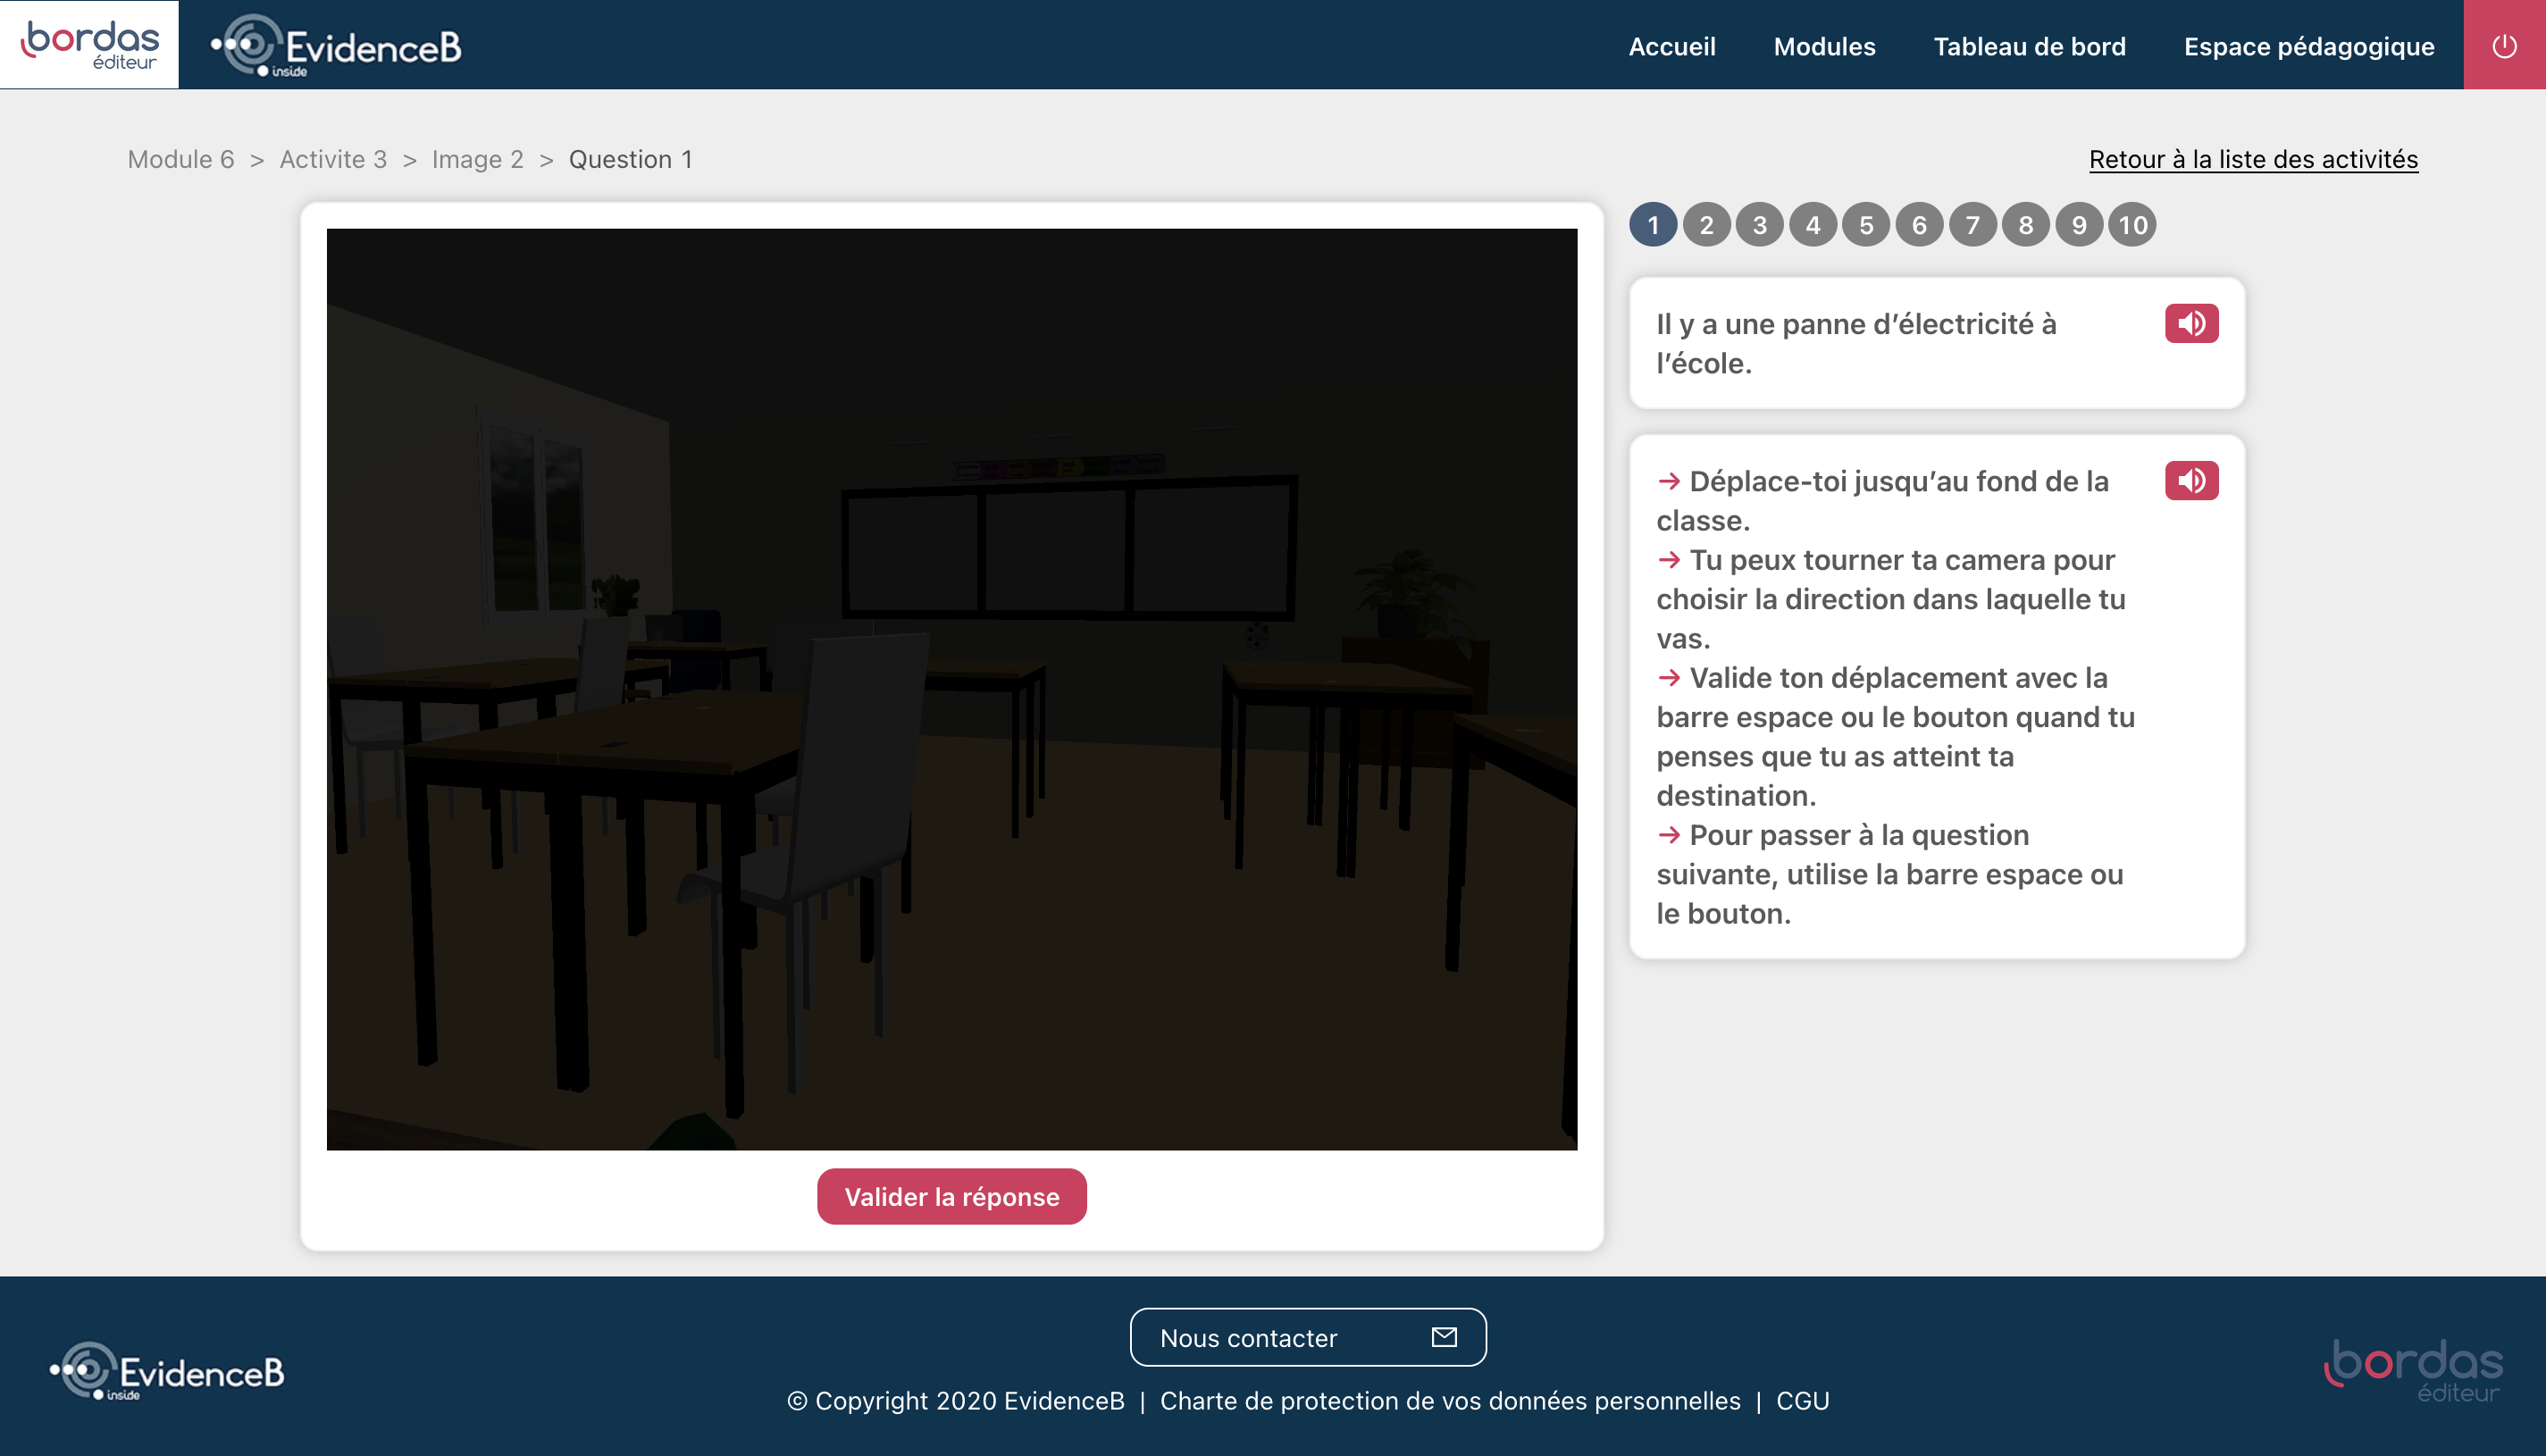 bordas
éditeur
EvidenceB
inside
Accueil
Modules
Tableau de bord
Espace pédagogique
Module 6 > Activite 3 > Image 2 > Question 1
Retour à la liste des activités
1 2 3 4 5 6 7 8 9 10
Il y a une panne d’électricité à
l’école.
→ Déplace-toi jusqu’au fond de la
classe.
→ Tu peux tourner ta camera pour
choisir la direction dans laquelle tu
vas.
→ Valide ton déplacement avec la
barre espace ou le bouton quand tu
penses que tu as atteint ta
destination.
→ Pour passer à la question
suivante, utilise la barre espace ou
le bouton.
Valider la réponse
Nous contacter
EvidenceB
inside
© Copyright 2020 EvidenceB | Charte de protection de vos données personnelles | CGU
bordas
éditeur